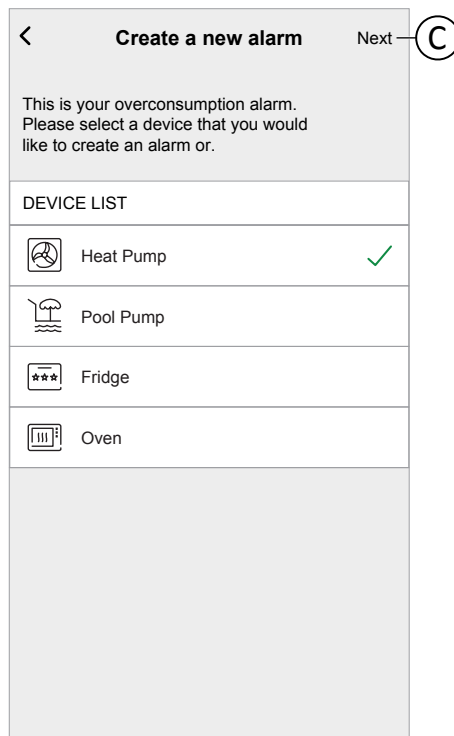 Create a new alarm Next C
This is your overconsumption alarm.
Please select a device that you would
like to create an alarm or.
DEVICE LIST
Heat Pump
Pool Pump
Fridge
Oven